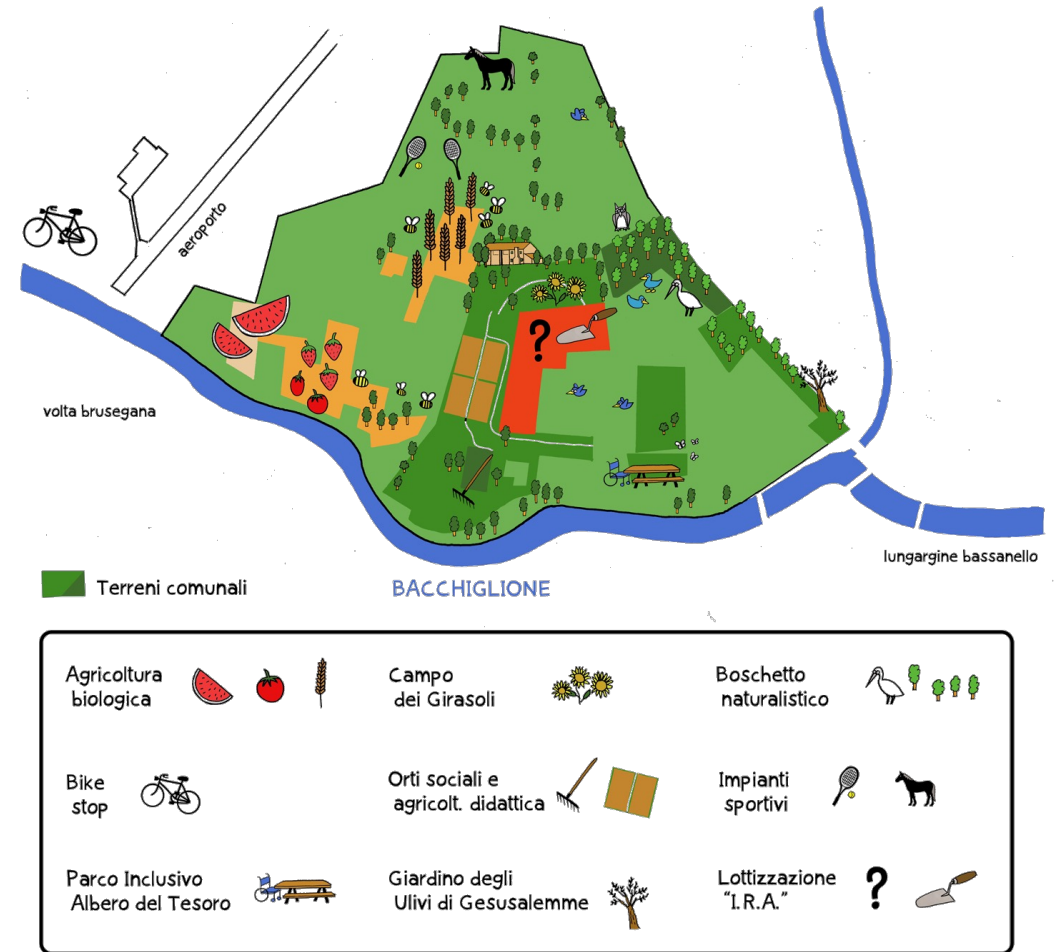 aeroporto
volta brusegana
lungargine bassanello
Terreni comunali
BACCHIGLIONE
?
Agricoltura
biologica
Campo
dei Girasoli
Boschetto
naturalistico
Bike
stop
Orti sociali e
agricolt. didattica
Impianti
sportivi
Parco Inclusivo
Albero del Tesoro
Giardino degli
Ulivi di Gesusalemme
Lottizzazione
"I.R.A."
?